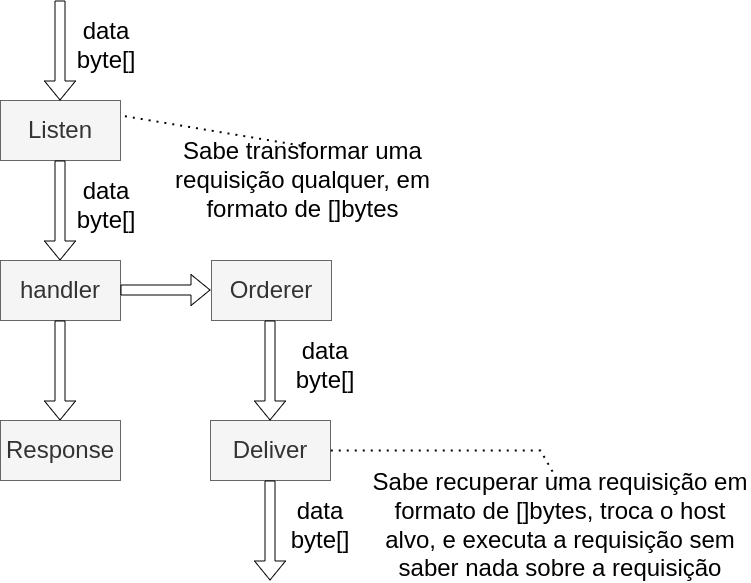 data
byte[]
Listen
Sabe transformar uma
requisição qualquer, em
formato de []bytes
data
byte[]
handler
Orderer
data
byte[]
Response
Deliver
Sabe recuperar uma requisição em
formato de []bytes, troca o host
alvo, e executa a requisição sem
saber nada sobre a requisição
data
byte[]